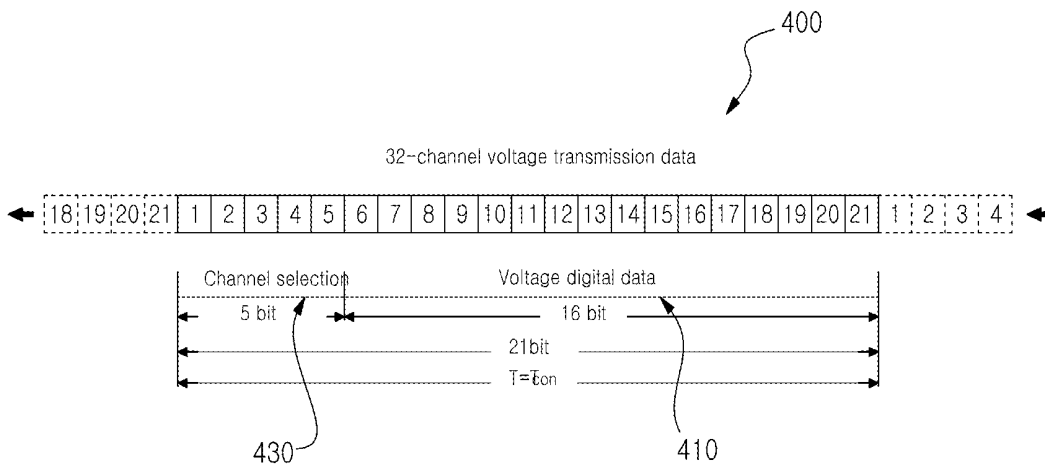 400
32-channel voltage transmission data
18 19 20 21 1 2 3 4 5 6 7 8 9 10 11 12 13 14 15 16 17 18 19 20 21 1 2 3 4
Channel selection Voltage digital data
5 bit 16 bit
21bit
T=Tcon
430 410